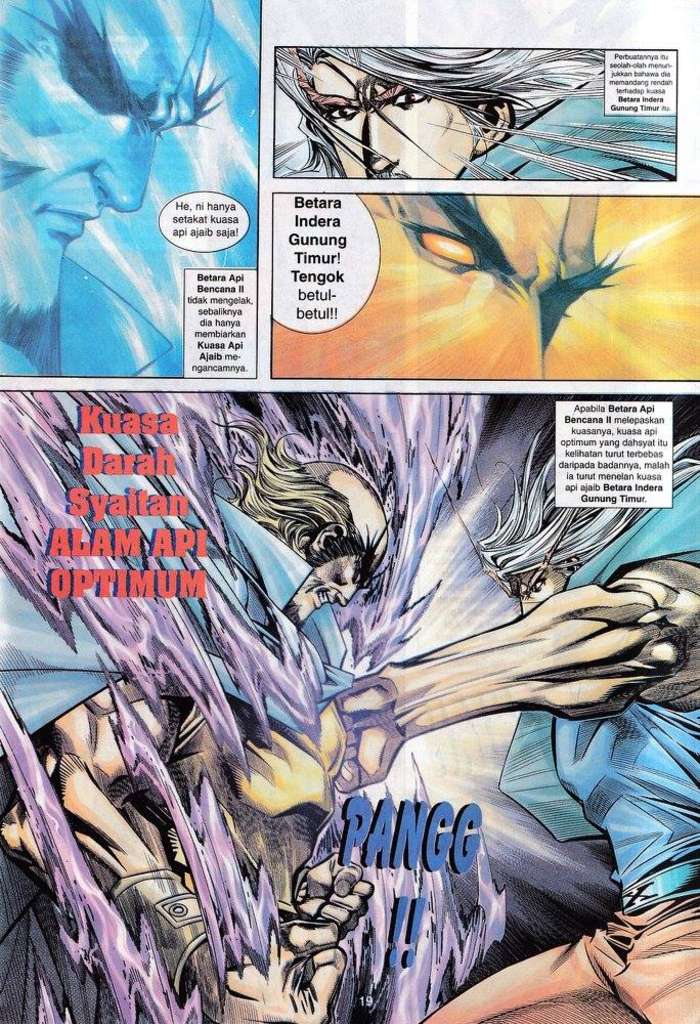 He, ni hanya
setakat kuasa
api ajaib saja!
Betara Api
Bencana II
tidak mengelak,
sebaliknya
dia hanya
membiarkan
Kuasa Api
Ajaib me-
ngancamnya.
Perbuatannya itu
seolah-olah menun-
jukkan bahawa dia
memandang rendah
terhadap kuasa
Betara Indera
Gunung Timur itu.
Betara
Indera
Gunung
Timur!
Tengok
betul-
betul!!
Kuasa
Darah
Syaitan
ALAM API
OPTIMUM
Apabila Betara Api
Bencana II melepaskan
kuasanya, kuasa api
optimum yang dahsyat itu
kelihatan turut terbebas
daripada badannya, malah
ia turut menelan kuasa
api ajaib Betara Indera
Gunung Timur.
PANGG
!!
19